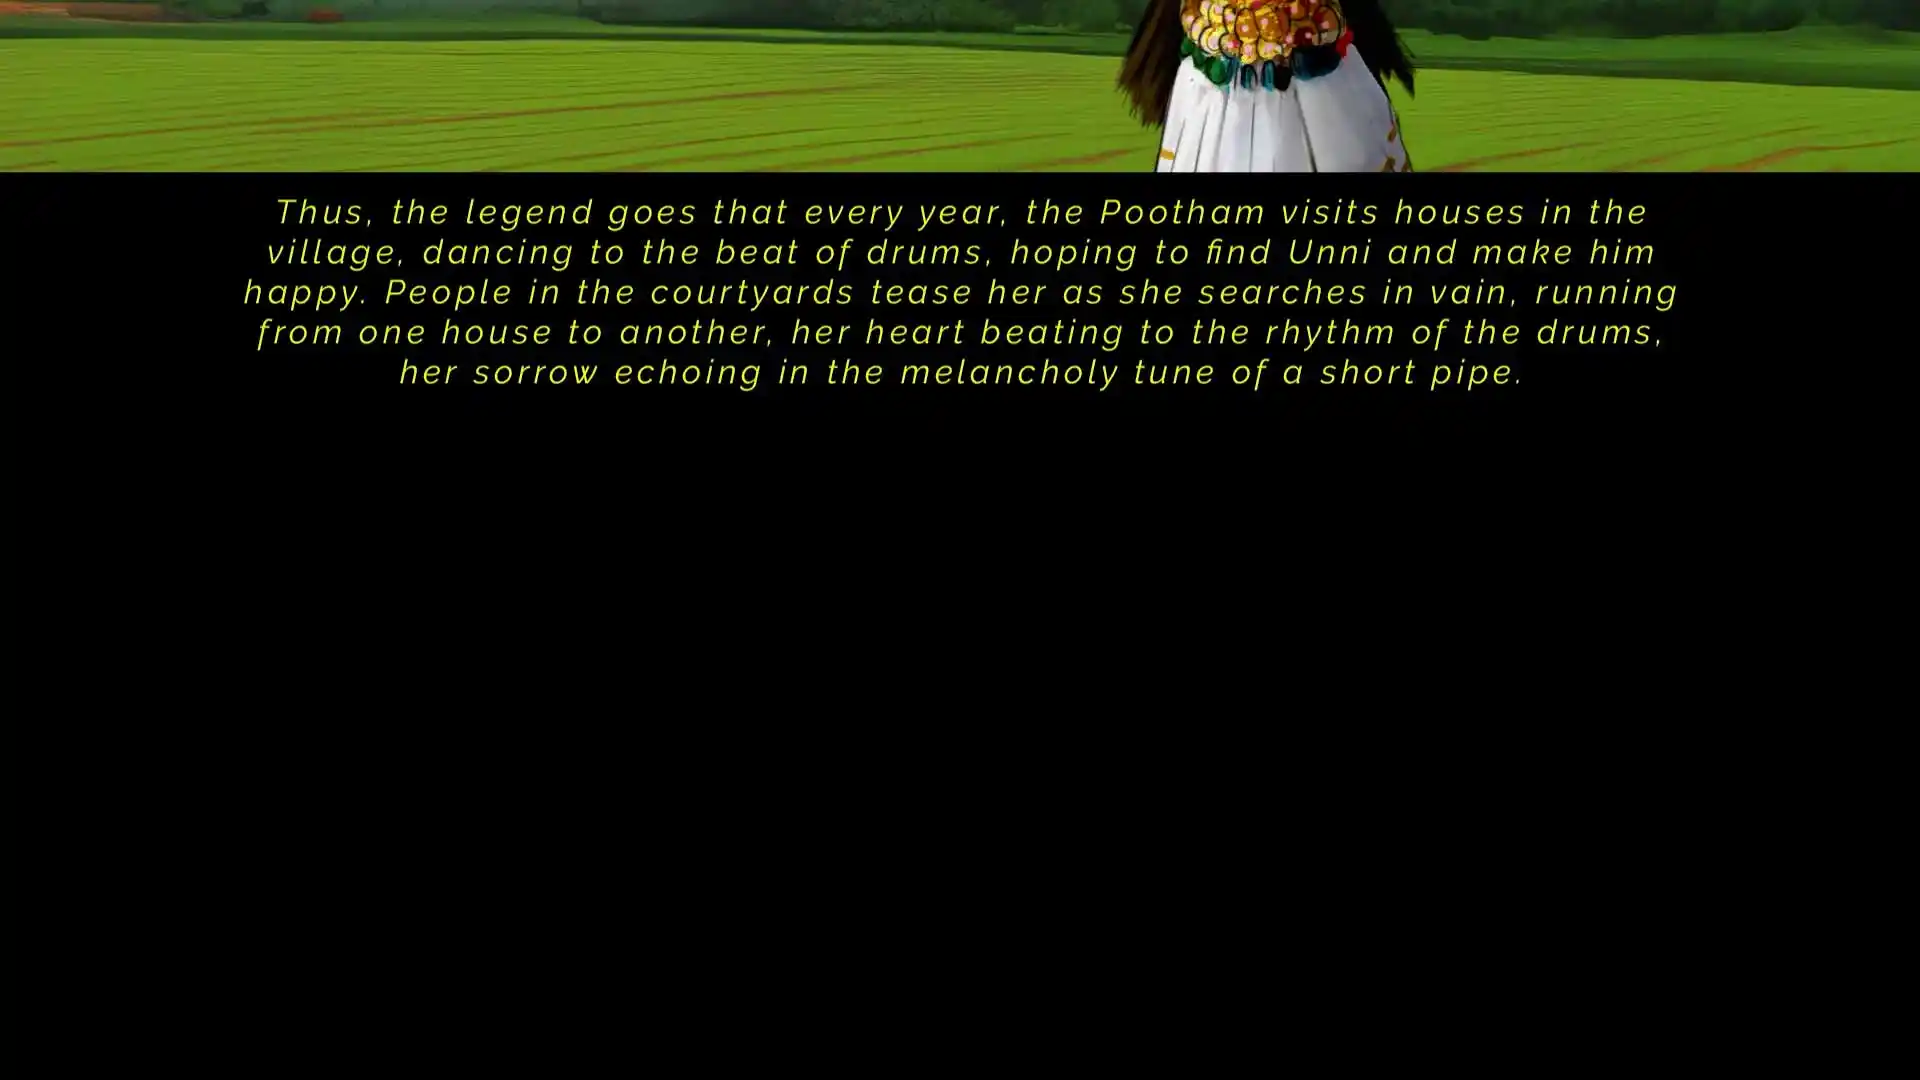 Thus, the legend goes that every year, the Pootham visits houses in the
village, dancing to the beat of drums, hoping to find Unni and make him
happy. People in the courtyards tease her as she searches in vain, running
from one house to another, her heart beating to the rhythm of the drums,
her sorrow echoing in the melancholy tune of a short pipe.